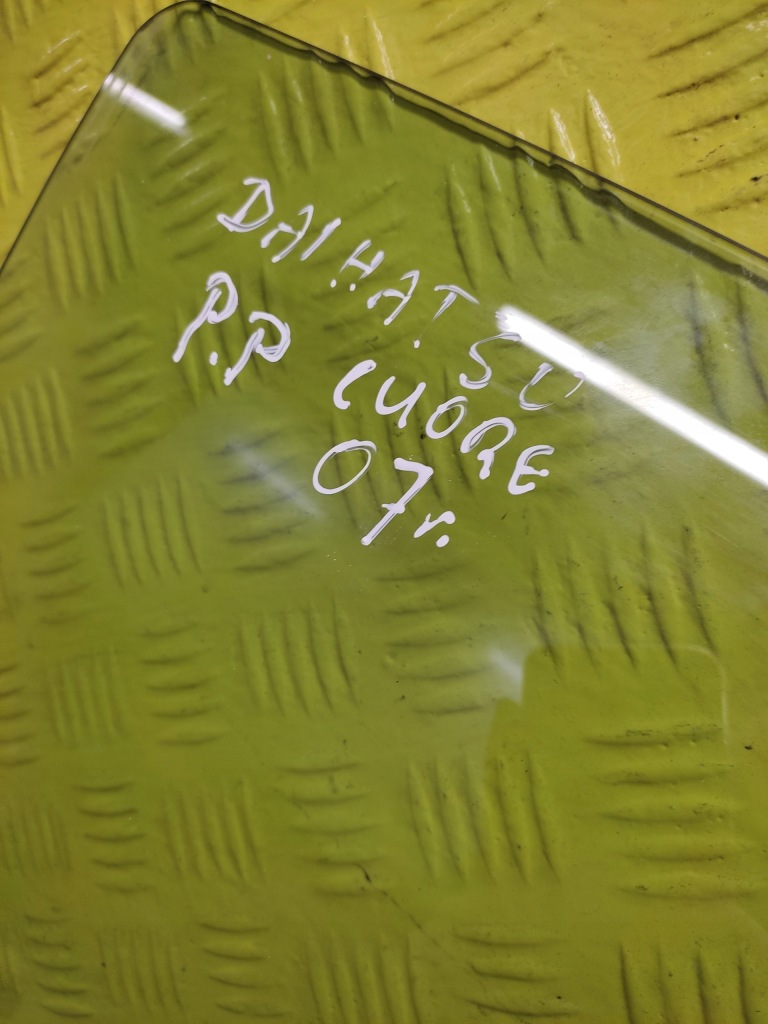 DAIHATSU
P.P CUORE
07r.